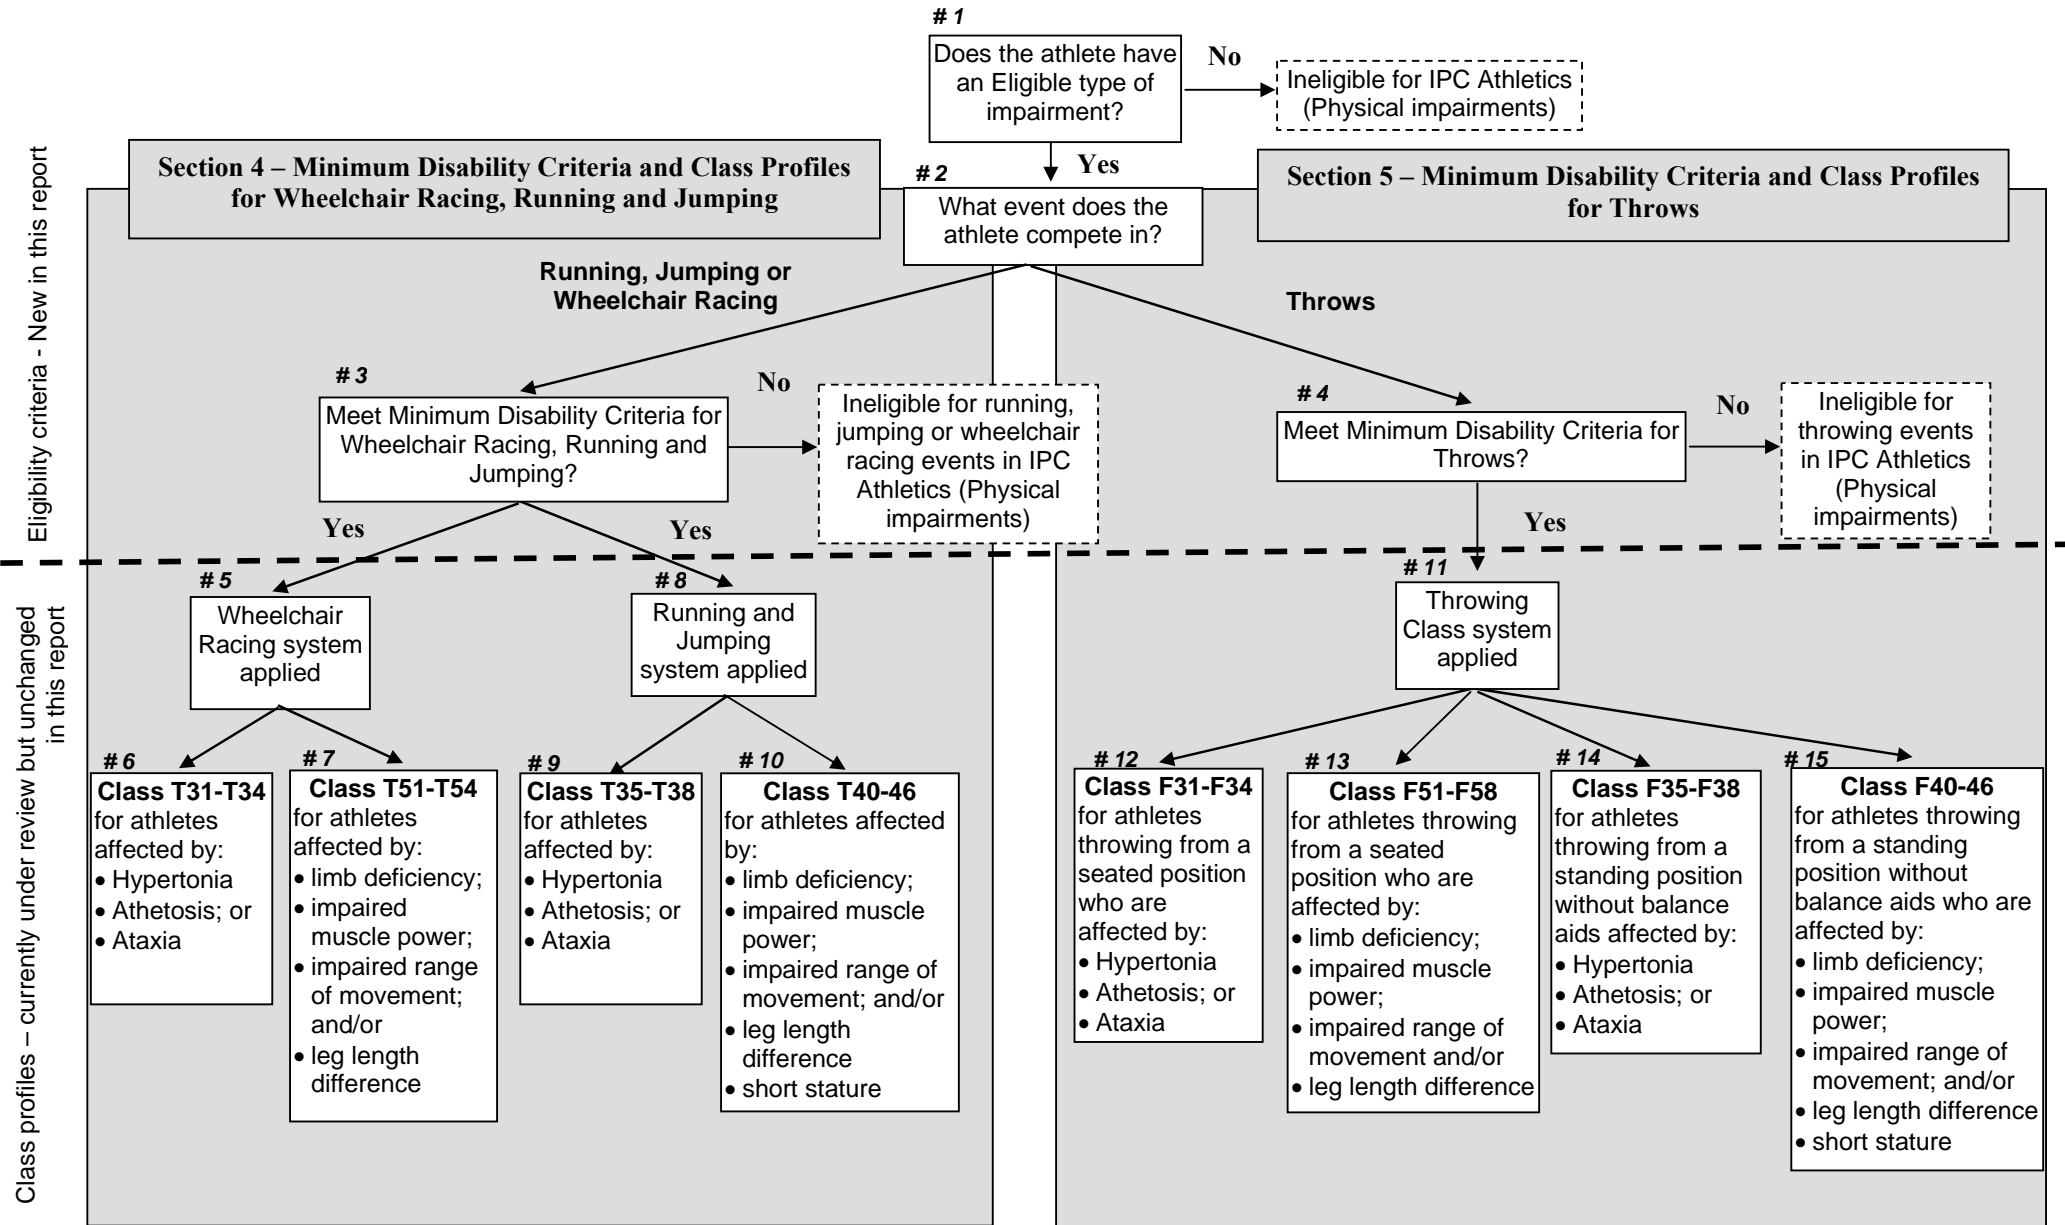 # 1
Does the athlete have
an Eligible type of
impairment?
No
Ineligible for IPC Athletics
(Physical impairments)
Yes
Section 4 – Minimum Disability Criteria and Class Profiles
for Wheelchair Racing, Running and Jumping
# 2
What event does the
athlete compete in?
Section 5 – Minimum Disability Criteria and Class Profiles
for Throws
Eligibility criteria - New in this report
Running, Jumping or
Wheelchair Racing
Throws
# 3
Meet Minimum Disability Criteria for
Wheelchair Racing, Running and
Jumping?
No
Ineligible for running,
jumping or wheelchair
racing events in IPC
Athletics (Physical
impairments)
# 4
Meet Minimum Disability Criteria for
Throws?
No
Ineligible for
throwing events
in IPC Athletics
(Physical
impairments)
Yes
Yes
Yes
Class profiles – currently under review but unchanged
in this report
# 5
Wheelchair
Racing system
applied
# 8
Running and
Jumping
system applied
# 11
Throwing
Class system
applied
# 6
Class T31-T34
for athletes
affected by:
• Hypertonia
• Athetosis; or
• Ataxia
# 7
Class T51-T54
for athletes
affected by:
• limb deficiency;
• impaired
muscle power;
• impaired range
of movement;
and/or
• leg length
difference
# 9
Class T35-T38
for athletes
affected by:
• Hypertonia
• Athetosis; or
• Ataxia
# 10
Class T40-46
for athletes affected
by:
• limb deficiency;
• impaired muscle
power;
• impaired range of
movement; and/or
• leg length
difference
• short stature
# 12
Class F31-F34
for athletes
throwing from a
seated position
who are
affected by:
• Hypertonia
• Athetosis; or
• Ataxia
# 13
Class F51-F58
for athletes throwing
from a seated
position who are
affected by:
• limb deficiency;
• impaired muscle
power;
• impaired range of
movement and/or
• leg length difference
# 14
Class F35-F38
for athletes
throwing from a
standing position
without balance
aids affected by:
• Hypertonia
• Athetosis; or
• Ataxia
# 15
Class F40-46
for athletes throwing
from a standing
position without
balance aids who are
affected by:
• limb deficiency;
• impaired muscle
power;
• impaired range of
movement; and/or
• leg length difference
• short stature